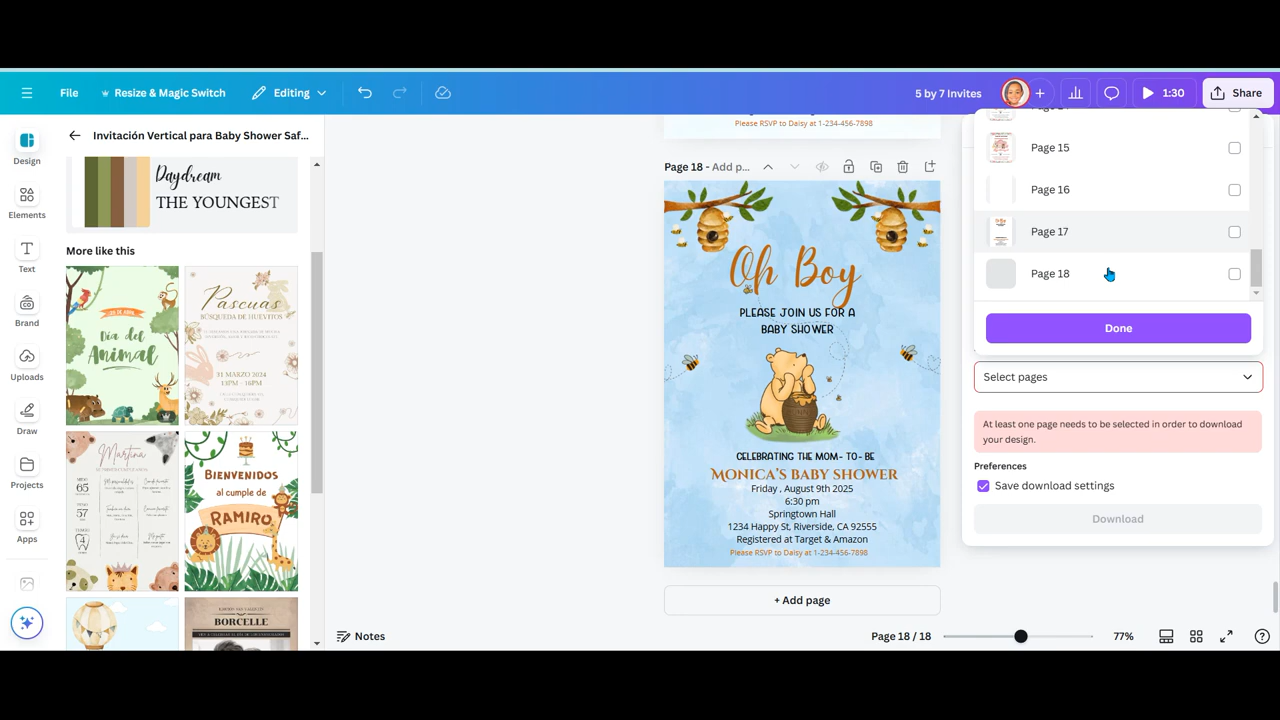 File
Resize & Magic Switch
Editing
5 by 7 Invites
1:30
Share
Design
Elements
Text
Brand
Uploads
Draw
Projects
Apps
Invitación Vertical para Baby Shower Saf...
Daydream
THE YOUNGEST
More like this
Día del
Animal
Pascuas
BÚSQUEDA DE HUEVITOS
31 MARZO 2024
13PM - 16PM
Martina
65
57
4
BIENVENIDOS
al cumple de
RAMIRO
BORCELLE
Please RSVP to Daisy at 1-234-456-7898
Page 18 - Add p...
Oh Boy
PLEASE JOIN US FOR A
BABY SHOWER
CELEBRATING THE MOM- TO- BE
MONICA'S BABY SHOWER
Friday , August 9th 2025
6:30 pm
Springtown Hall
1234 Happy St, Riverside, CA 92555
Registered at Target & Amazon
Please RSVP to Daisy at 1-234-456-7898
+ Add page
Notes
Page 18 / 18
77%
Page 15
Page 16
Page 17
Page 18
Done
Select pages
At least one page needs to be selected in order to download
your design.
Preferences
Save download settings
Download